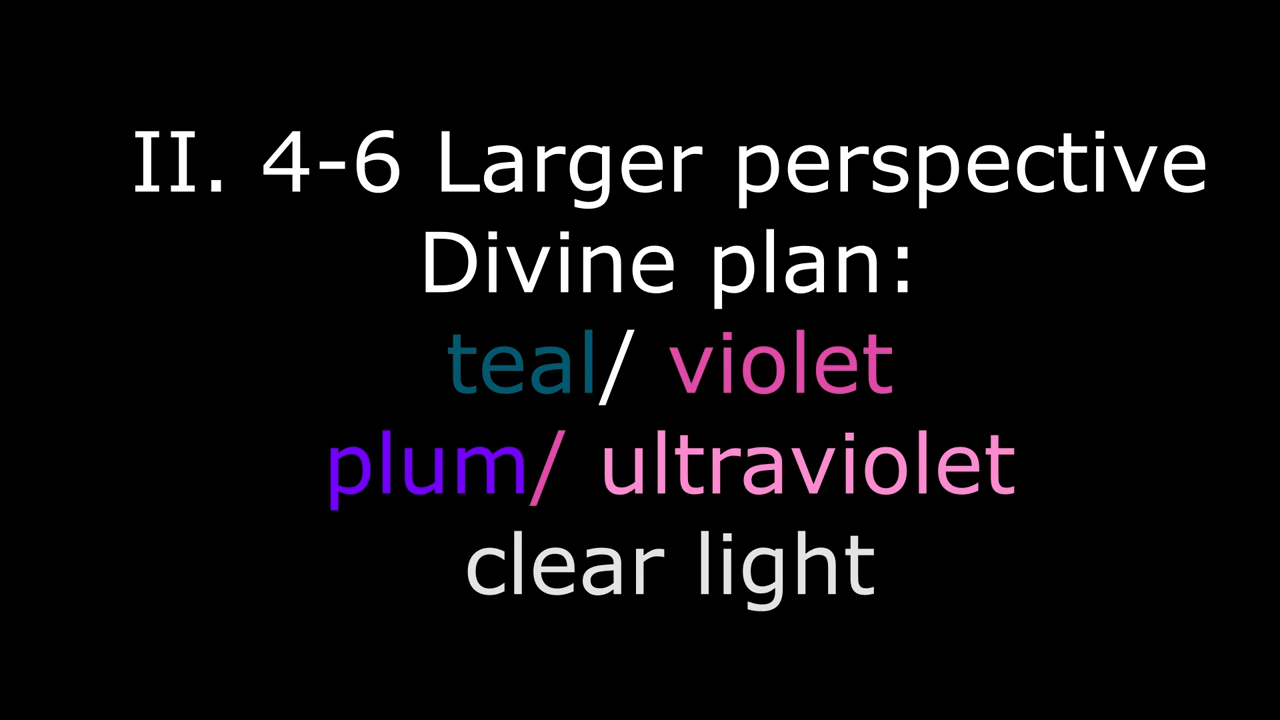 II. 4-6 Larger perspective
Divine plan:
teal/ violet
plum/ ultraviolet
clear light